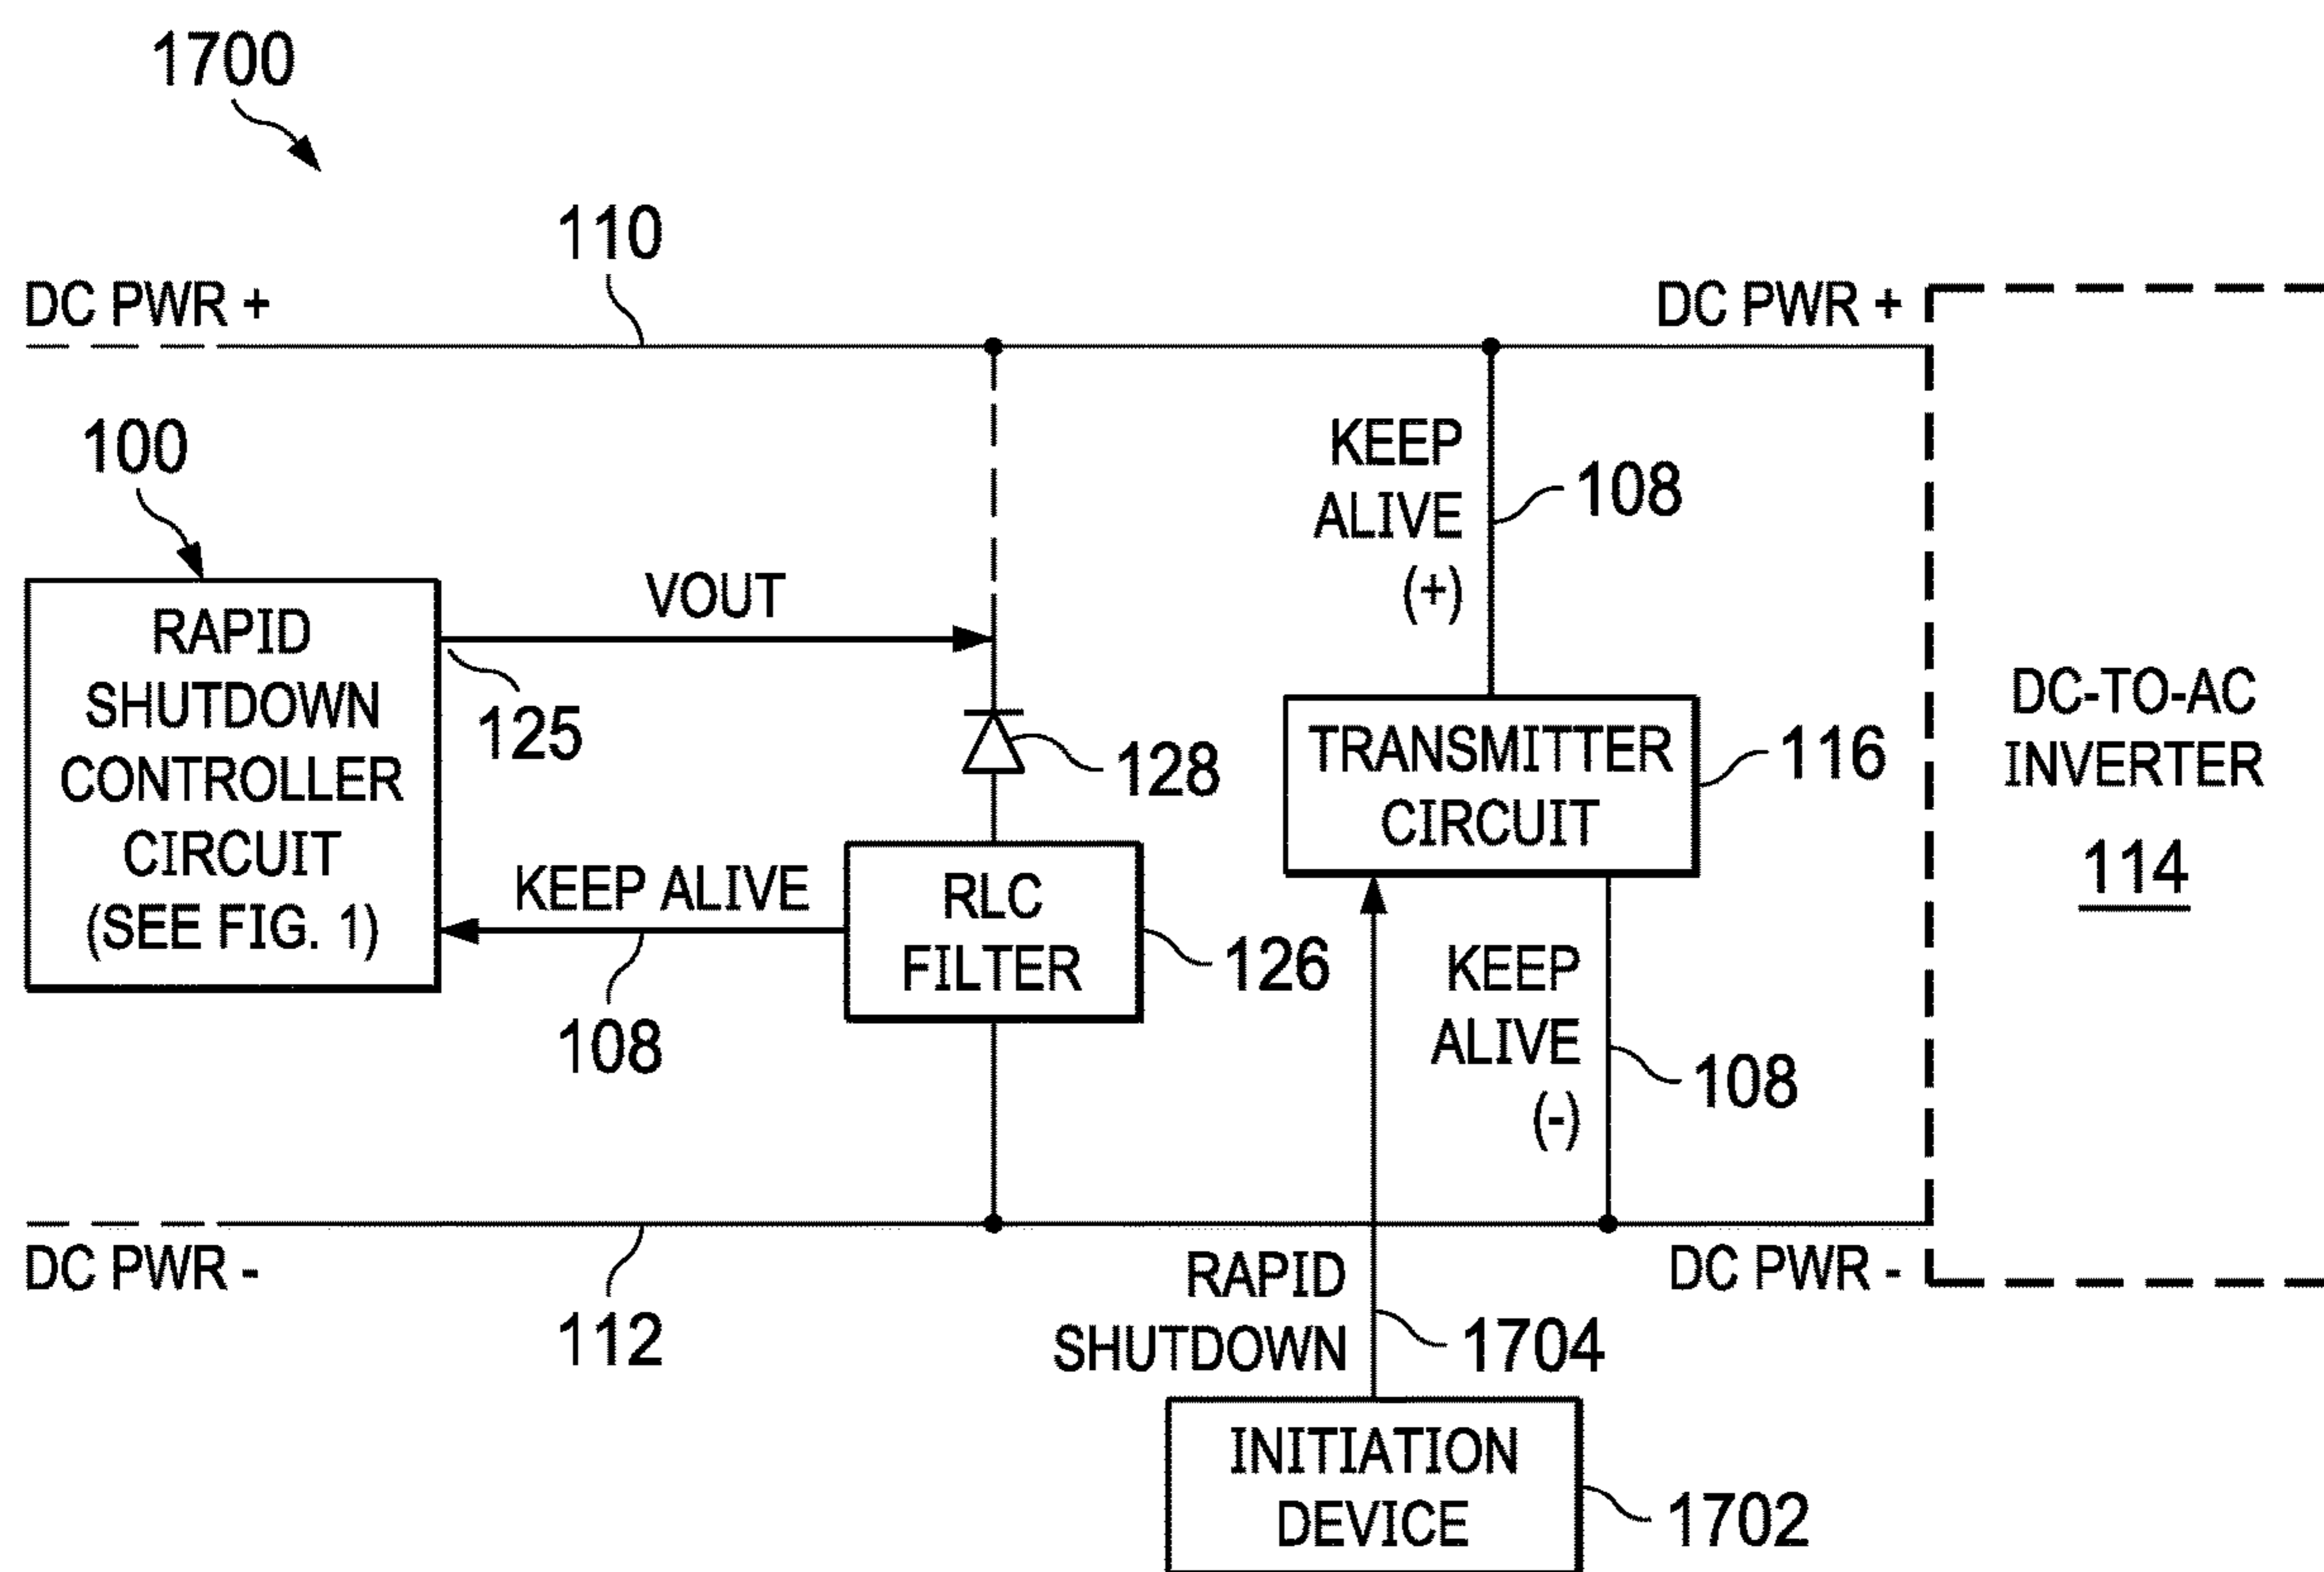 1700
110
DC PWR +
DC PWR +
100
KEEP
ALIVE
(+)
108
RAPID
SHUTDOWN
CONTROLLER
CIRCUIT
(SEE FIG. 1)
VOUT
125
128
TRANSMITTER
CIRCUIT
116
DC-TO-AC
INVERTER
114
KEEP ALIVE
108
RLC
FILTER
126
KEEP
ALIVE
(-)
108
DC PWR -
112
RAPID
SHUTDOWN
1704
DC PWR -
INITIATION
DEVICE
1702